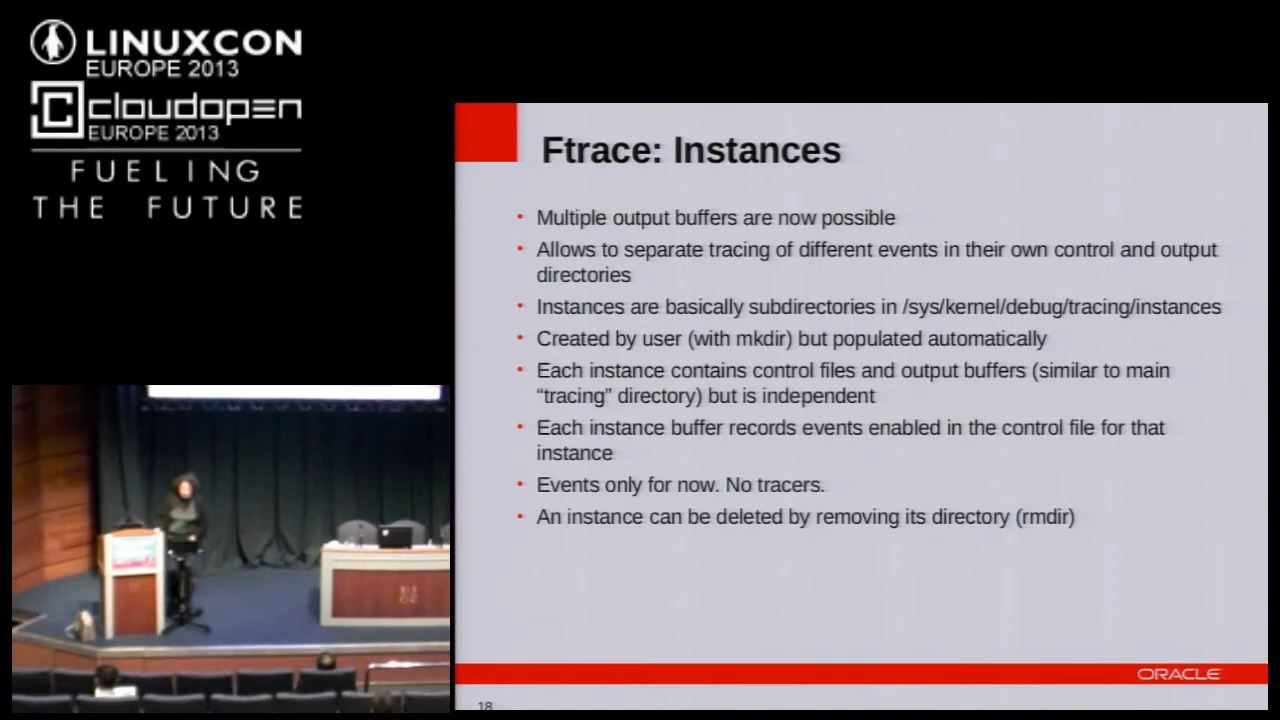 LINUXCON
EUROPE 2013
cloudopen
EUROPE 2013
FUELING
THE FUTURE
Ftrace: Instances
• Multiple output buffers are now possible
• Allows to separate tracing of different events in their own control and output
directories
• Instances are basically subdirectories in /sys/kernel/debug/tracing/instances
• Created by user (with mkdir) but populated automatically
• Each instance contains control files and output buffers (similar to main
“tracing” directory) but is independent
• Each instance buffer records events enabled in the control file for that
instance
• Events only for now. No tracers.
• An instance can be deleted by removing its directory (rmdir)
ORACLE
18